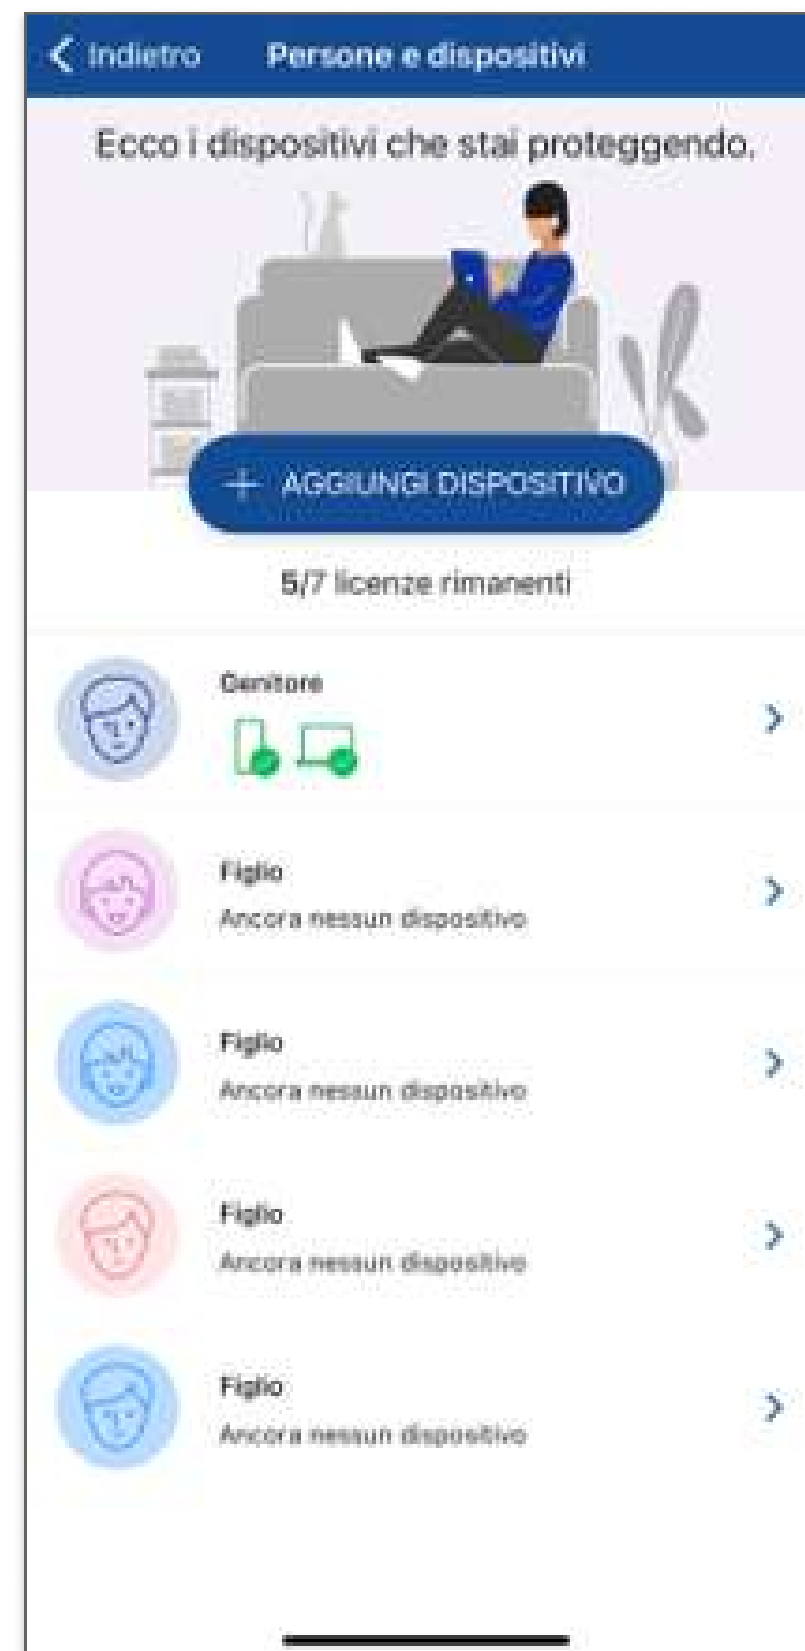 Indietro
Persone e dispositivi
Ecco i dispositivi che stai proteggendo.
+ AGGIUNGI DISPOSITIVO
5/7 licenze rimanenti
Genitore
Figlio
Ancora nessun dispositivo
Figlio
Ancora nessun dispositivo
Figlio
Ancora nessun dispositivo
Figlio
Ancora nessun dispositivo